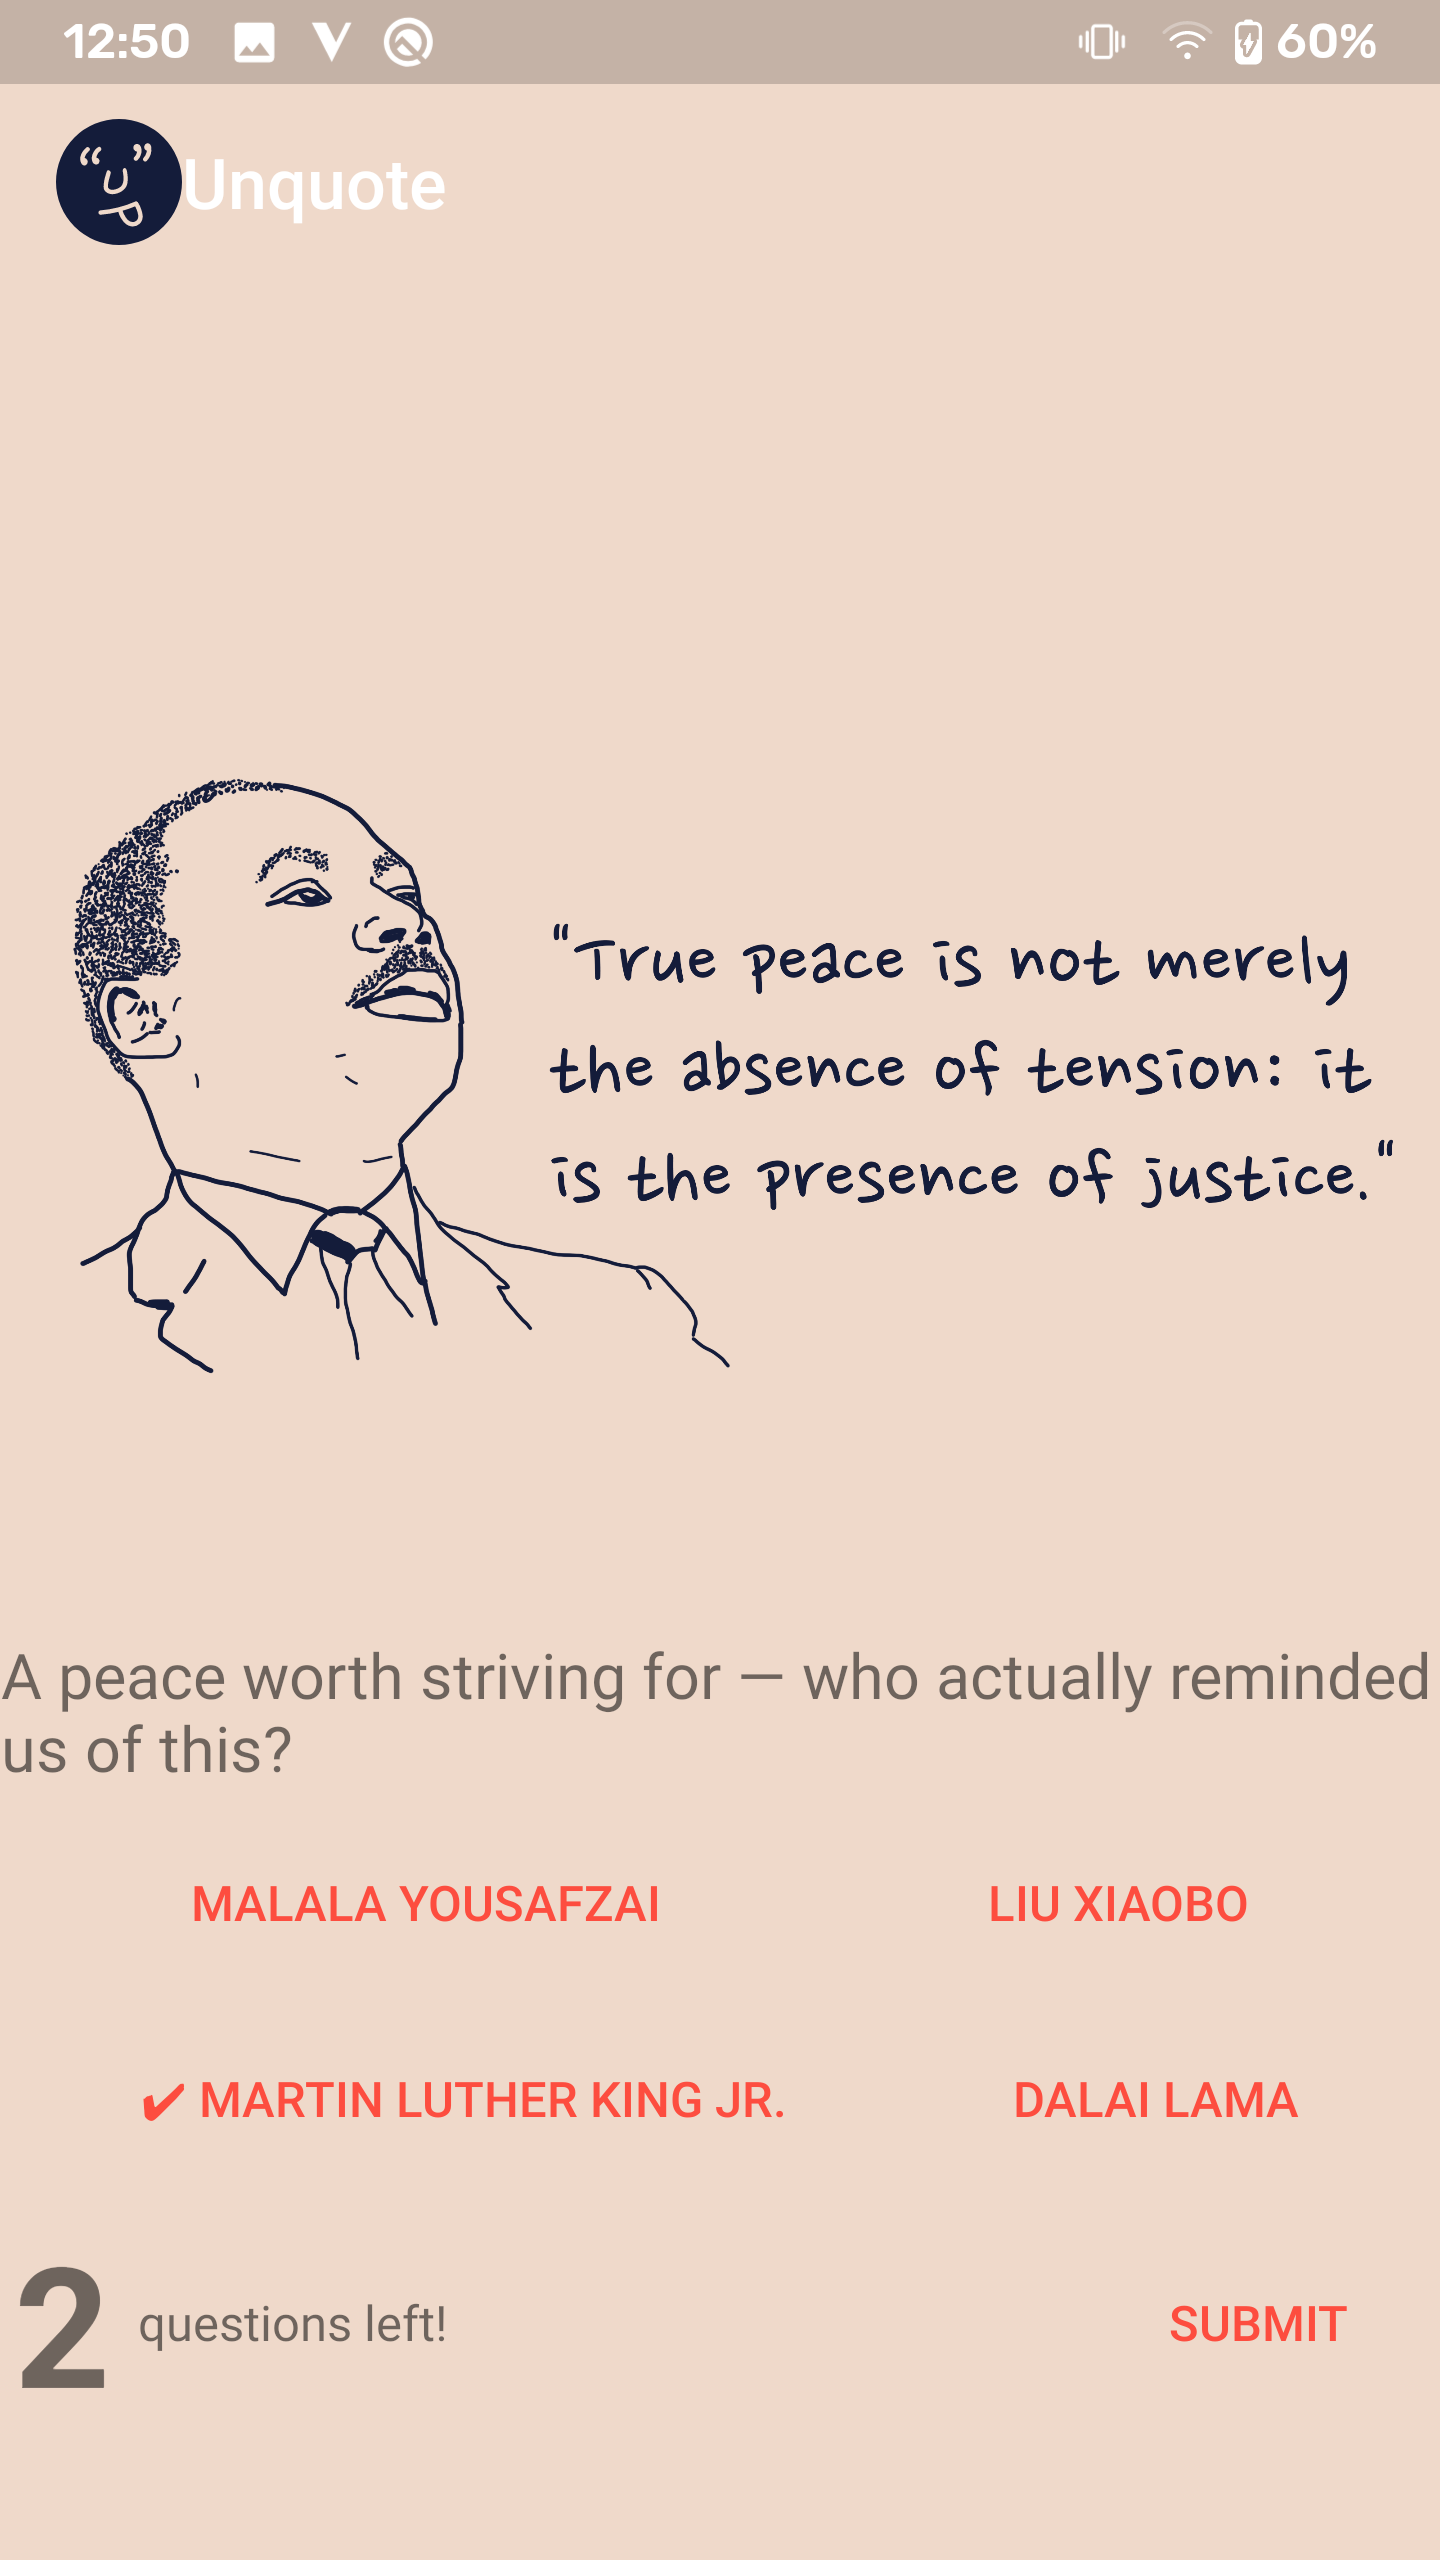 12:50 60%
Unquote
"True peace is not merely
the absence of tension: it
is the presence of justice."
A peace worth striving for — who actually reminded
us of this?
MALALA YOUSAFZAI LIU XIAOBO
✔ MARTIN LUTHER KING JR. DALAI LAMA
2 questions left! SUBMIT